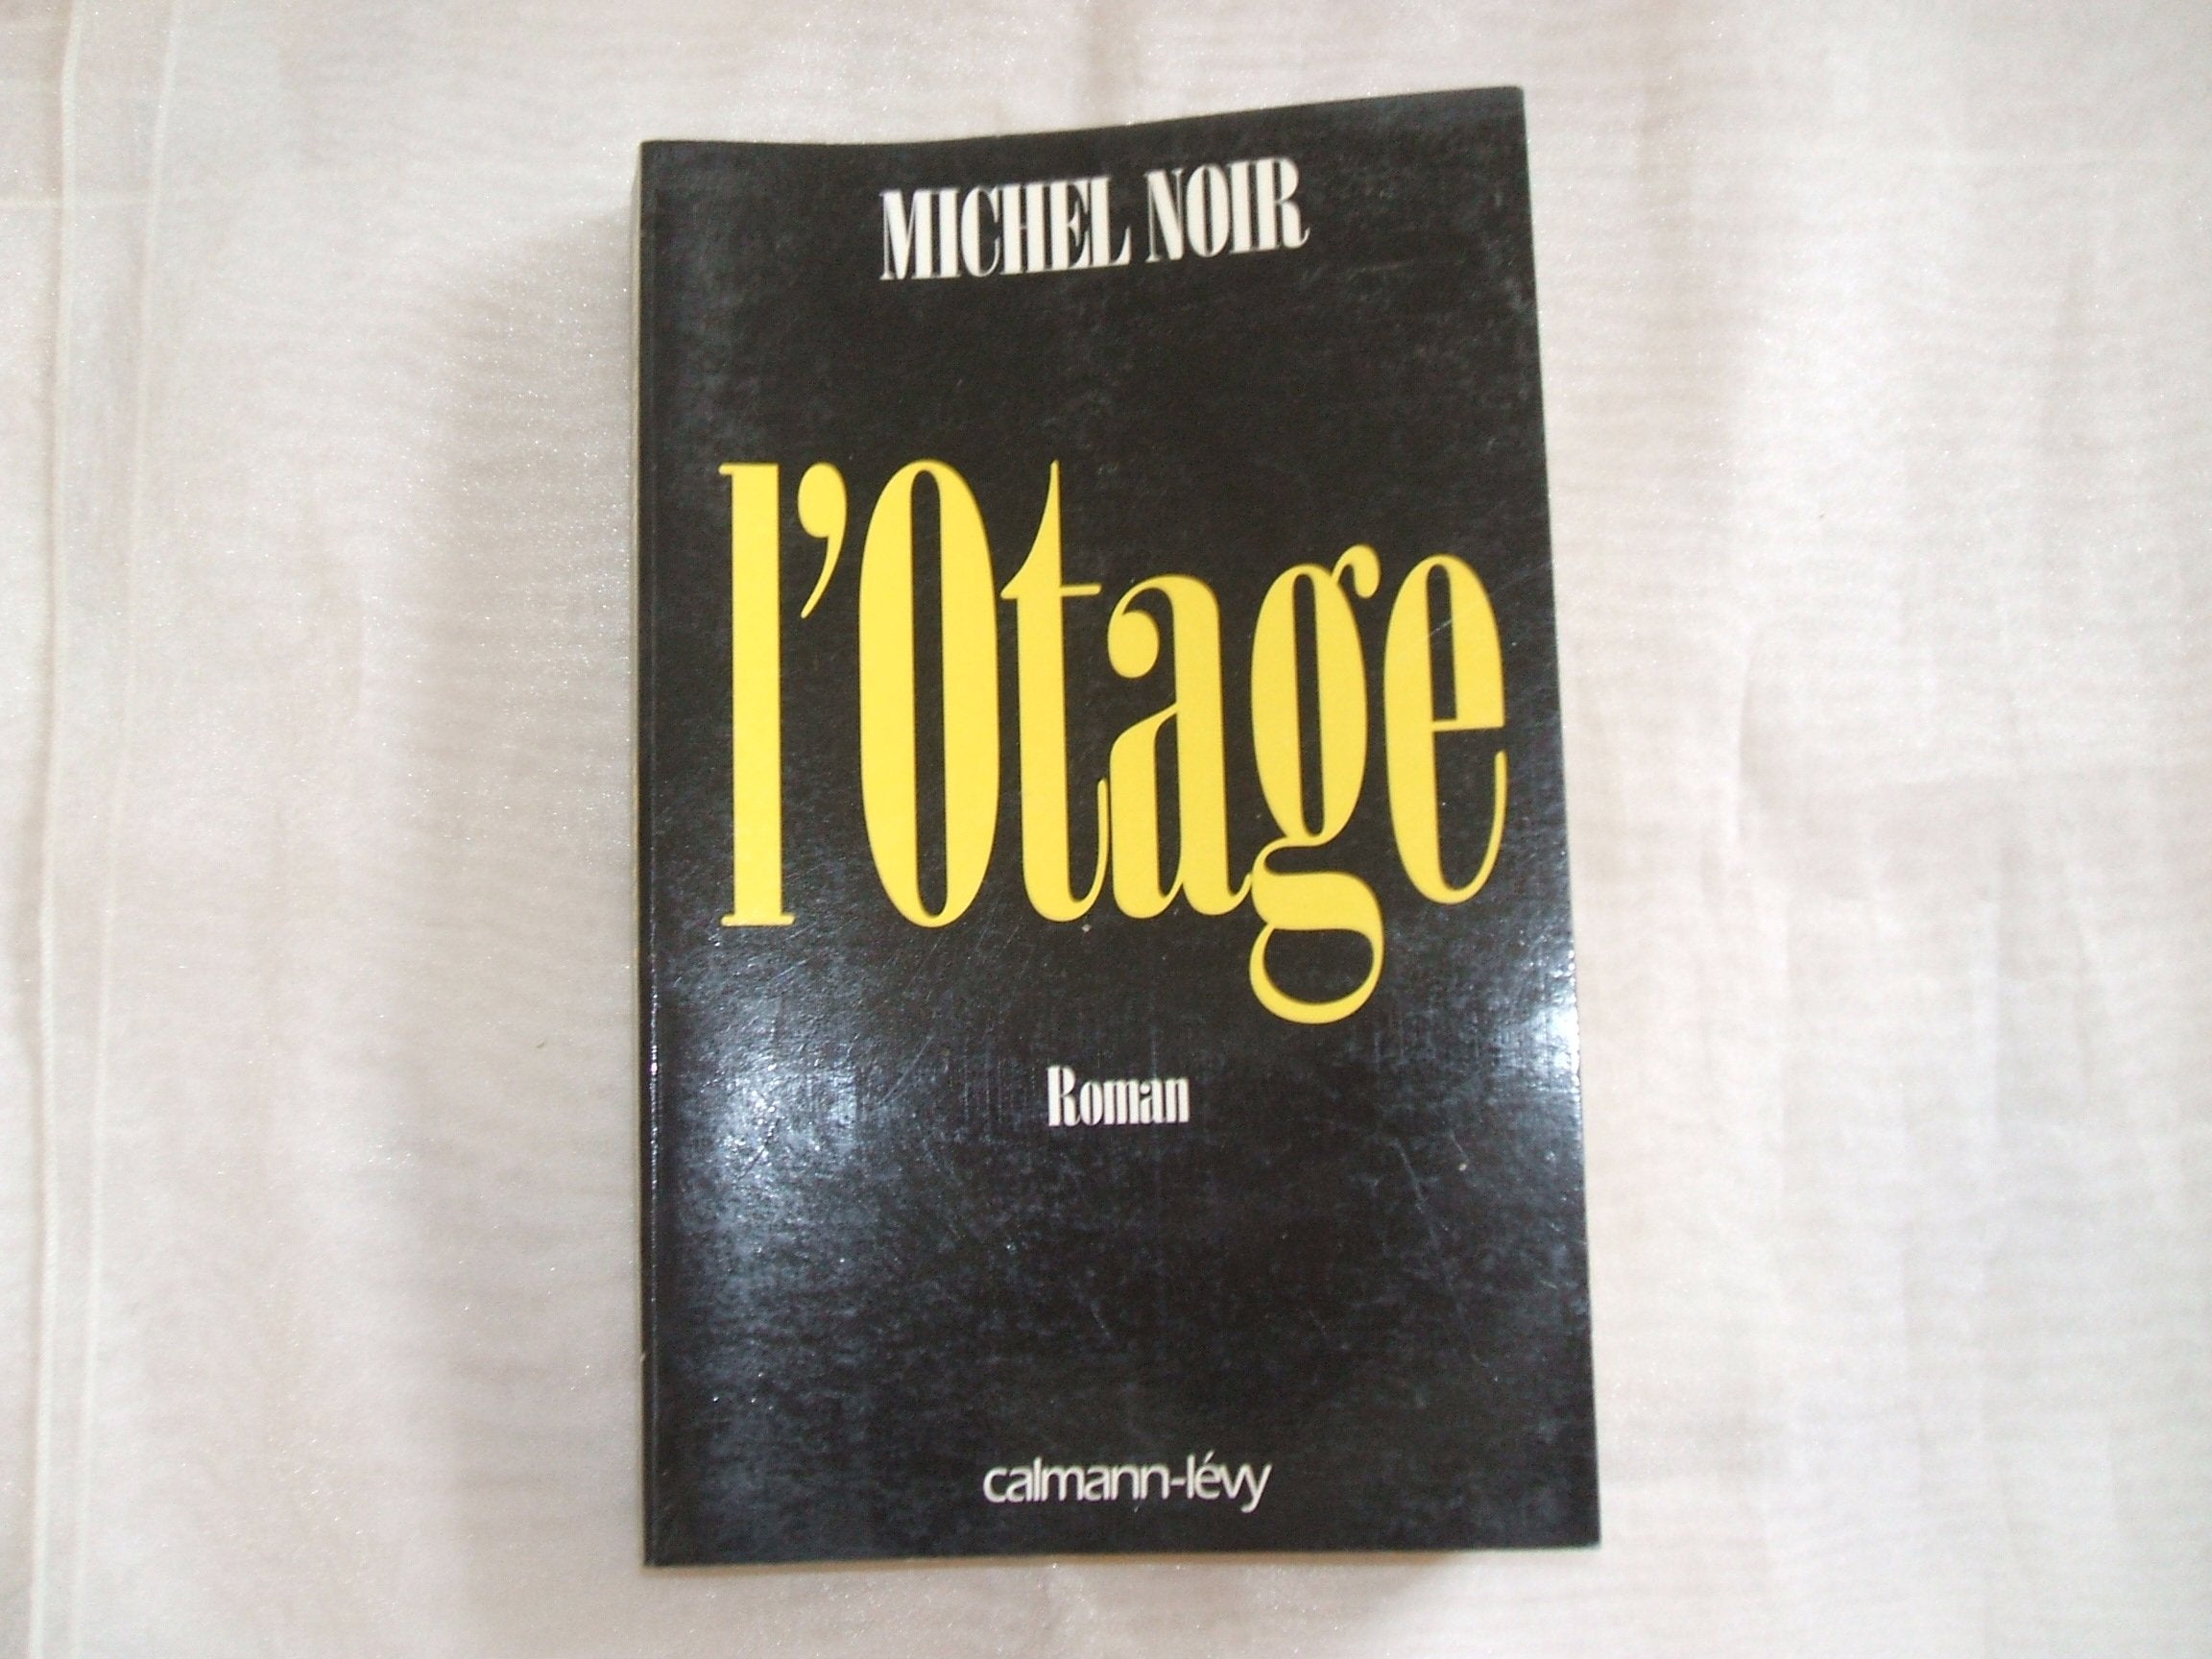 MICHEL NOIR
l'Otage
Roman
calmann-lévy